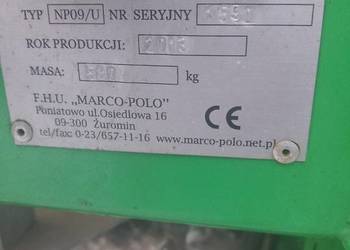 TYP NP09/U NR SERYJNY
ROK PRODUKCJI:
MASA: kg
F.H.U. „MARCO-POLO”
Poniatowo ul.Osiedlowa 16
09-300 Żuromin
tel/fax: 0-23/657-11-16 www.marco-polo.net.pl
CE